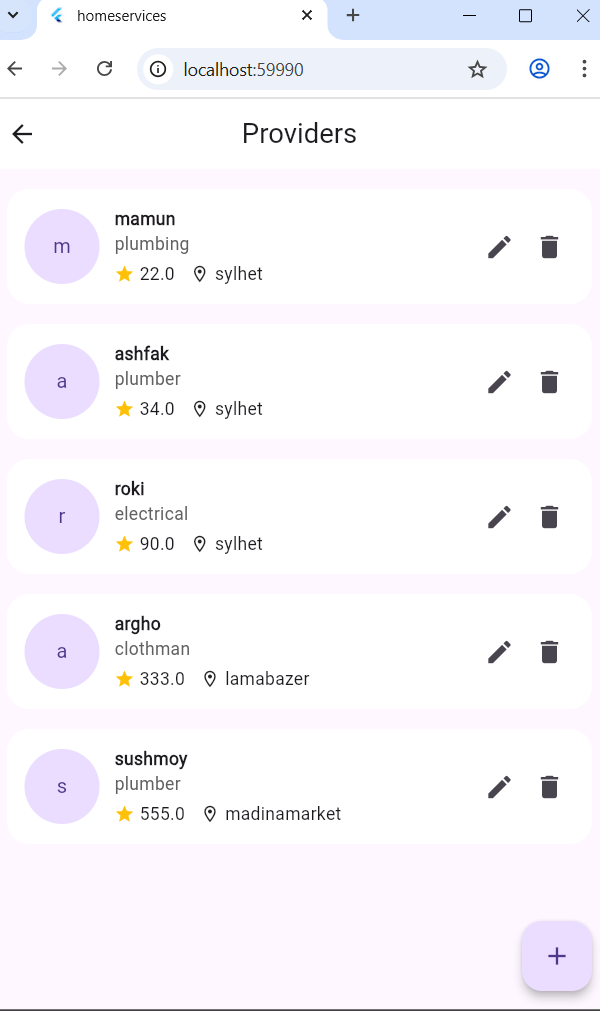 homeservices
localhost:59990
Providers
m
mamun
plumbing
22.0 sylhet
a
ashfak
plumber
34.0 sylhet
r
roki
electrical
90.0 sylhet
a
argho
clothman
333.0 lamabazer
s
sushmoy
plumber
555.0 madinamarket